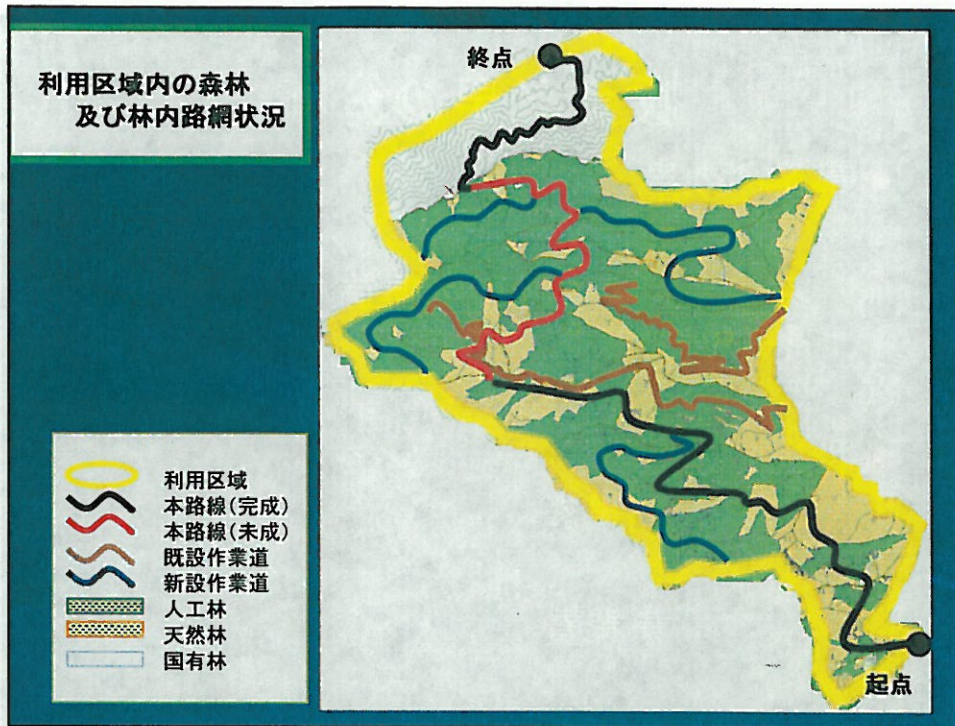 利用区域内の森林
及び林内路網状況
終点
利用区域
本路線(完成)
本路線(未成)
既設作業道
新設作業道
人工林
天然林
国有林
起点